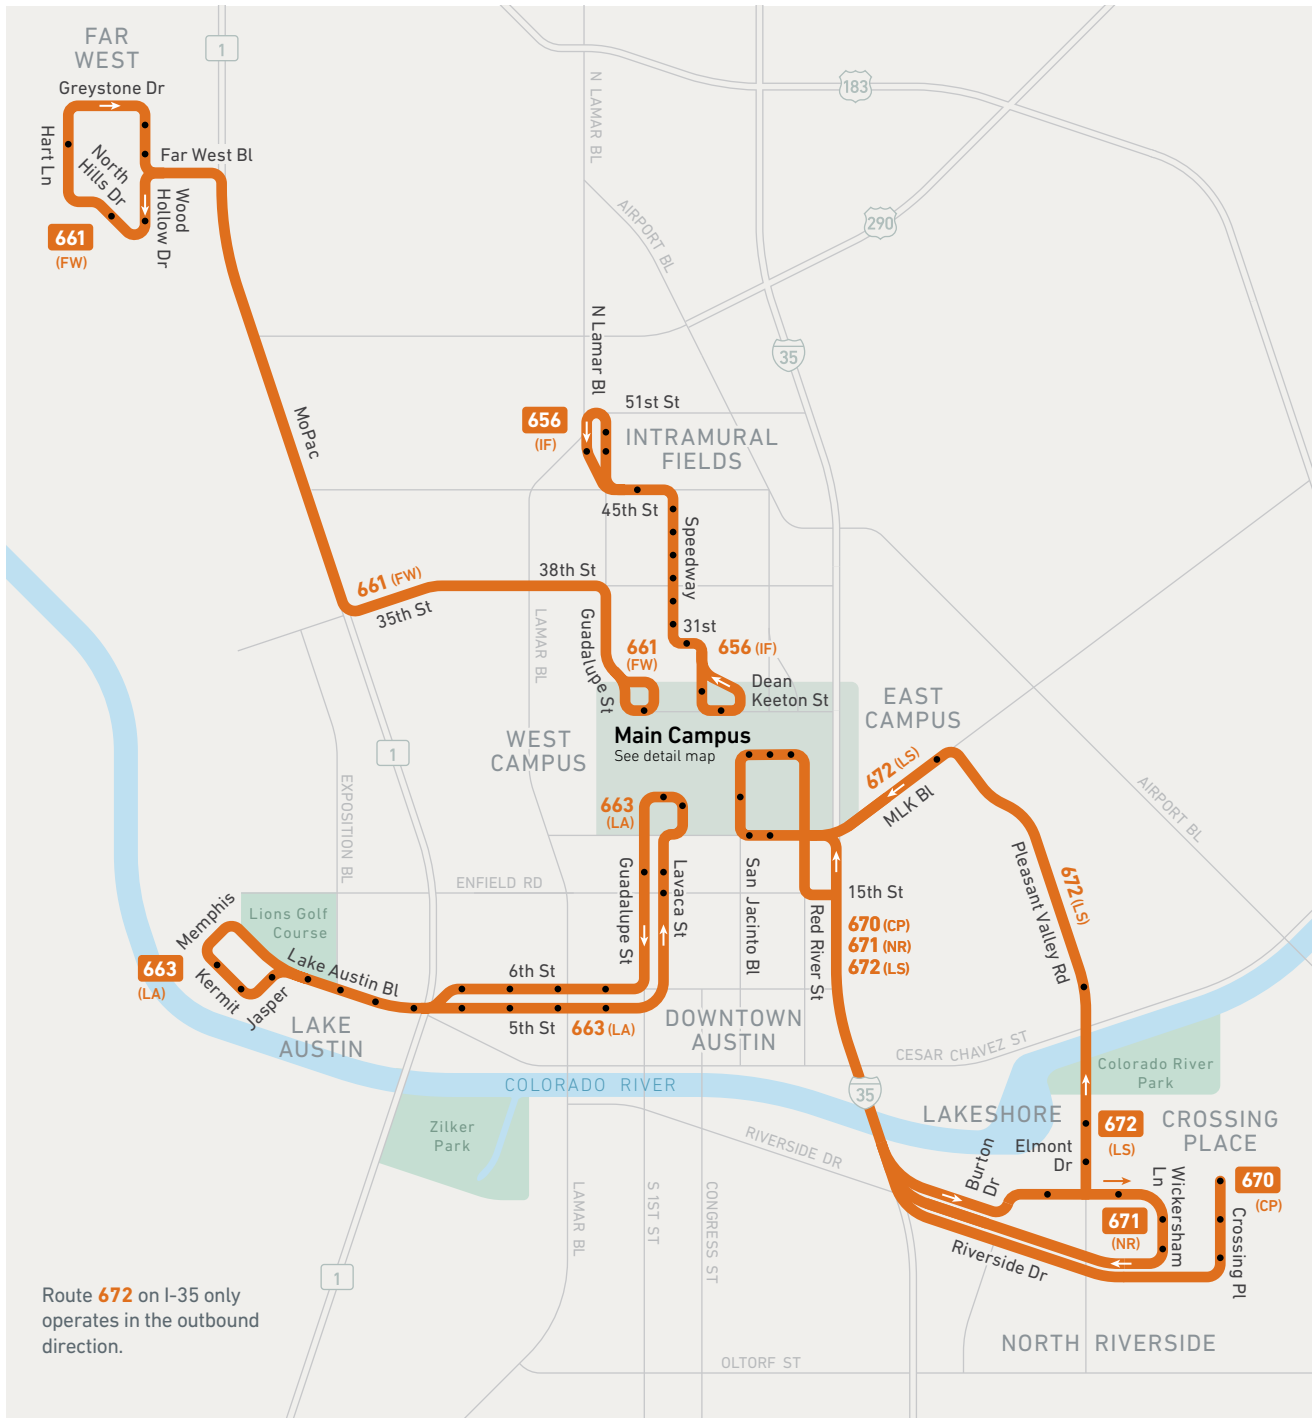 FAR
WEST
1
Greystone Dr
Hart Ln
North
Hills Dr
Far West Bl
Wood
Hollow Dr
661
(FW)
N LAMAR BL
183
AIRPORT BL
290
N Lamar Bl
35
MoPac
656
(IF)
51st St
INTRAMURAL
FIELDS
45th St
Speedway
661 (FW)
35th St
38th St
LAMAR BL
Guadalupe St
31st
661
(FW)
656 (IF)
Dean
Keeton St
EAST
CAMPUS
WEST
CAMPUS
Main Campus
See detail map
1
EXPOSITION BL
672 (LS)
MLK Bl
AIRPORT BL
663
(LA)
Guadalupe St
Lavaca St
San Jacinto Bl
Red River St
Pleasant Valley Rd
672 (LS)
ENFIELD RD
15th St
Lions Golf
Course
Memphis
Kermit
Jasper
663
(LA)
Lake Austin Bl
670 (CP)
671 (NR)
672 (LS)
6th St
5th St
663 (LA)
LAKE
AUSTIN
DOWNTOWN
AUSTIN
CESAR CHAVEZ ST
COLORADO RIVER
35
Colorado River
Park
Zilker
Park
LAKESHORE
CROSSING
PLACE
RIVERSIDE DR
Burton
Dr
Elmont
Dr
672
(LS)
Wickersham
Ln
670
(CP)
671
(NR)
Crossing Pl
Riverside Dr
LAMAR BL
S 1ST ST
CONGRESS ST
1
Route 672 on I-35 only
operates in the outbound
direction.
NORTH RIVERSIDE
OLTORF ST